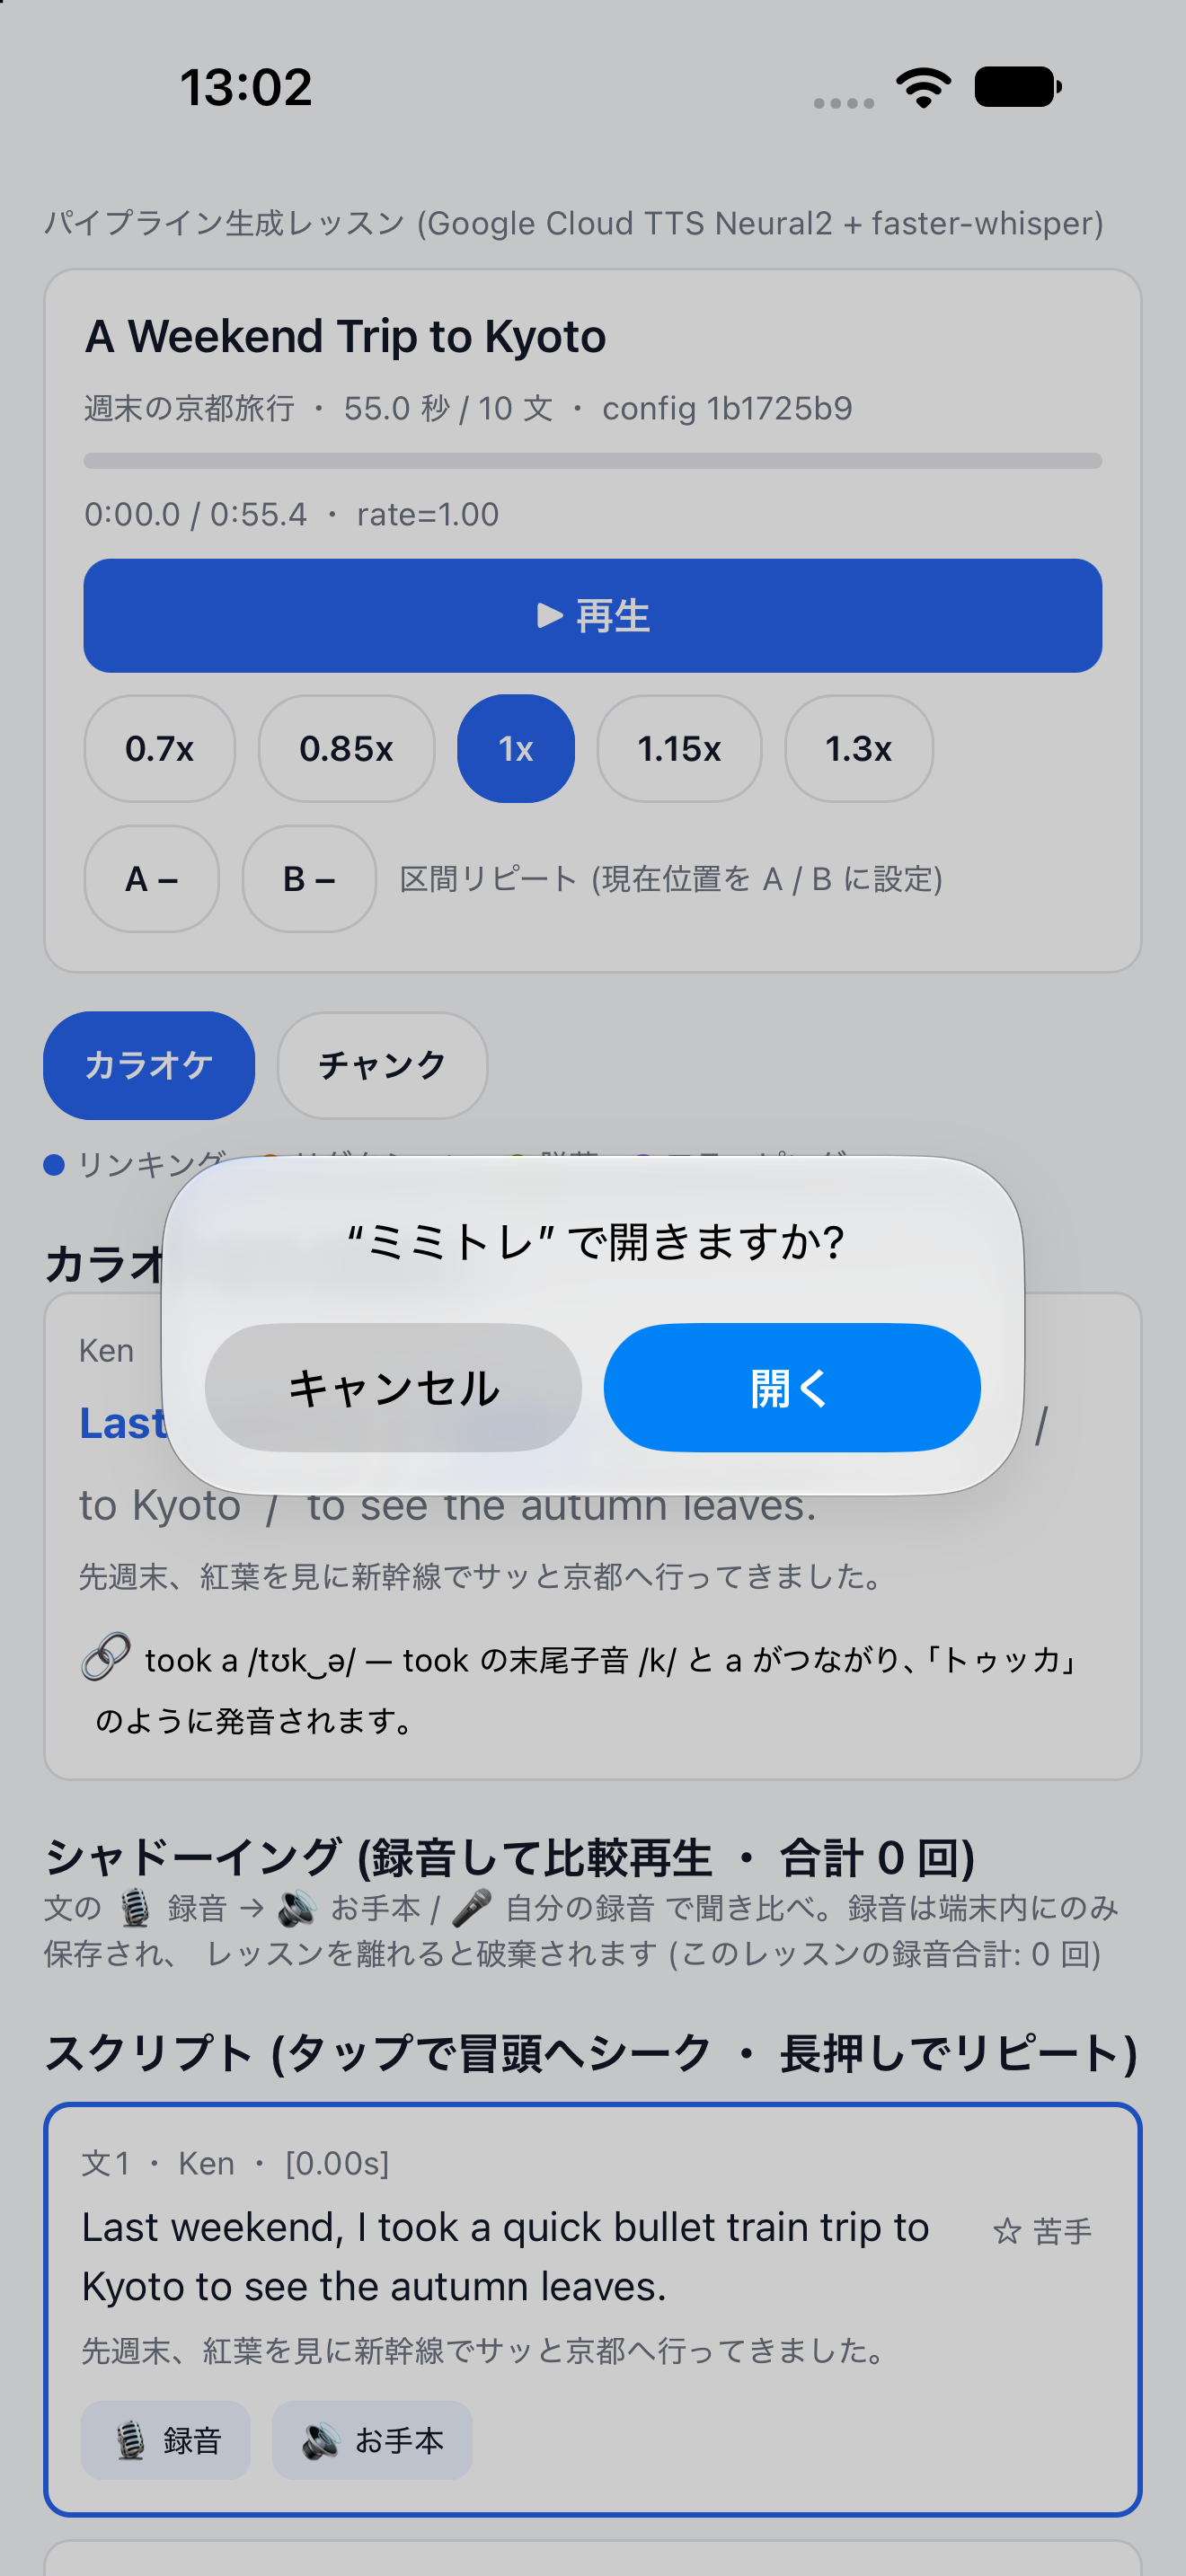 13:02
パイプライン生成レッスン (Google Cloud TTS Neural2 + faster-whisper)
A Weekend Trip to Kyoto
週末の京都旅行 ・ 55.0 秒 / 10 文 ・ config 1b1725b9
0:00.0 / 0:55.4 ・ rate=1.00
▶ 再生
0.7x 0.85x 1x 1.15x 1.3x
A – B – 区間リピート (現在位置を A / B に設定)
カラオケ チャンク
リンキング
“ミミトレ” で開きますか?
キャンセル 開く
カラオ
Ken
Last /
to Kyoto / to see the autumn leaves.
先週末、紅葉を見に新幹線でサッと京都へ行ってきました。
🔗 took a /tʊk‿ə/ — took の末尾子音 /k/ と a がつながり、「トゥッカ」
のように発音されます。
シャドーイング (録音して比較再生 ・ 合計 0 回)
文の 🎙 録音 → 🔊 お手本 / 🎤 自分の録音 で聞き比べ。録音は端末内にのみ
保存され、 レッスンを離れると破棄されます (このレッスンの録音合計: 0 回)
スクリプト (タップで冒頭へシーク ・ 長押しでリピート)
文1 ・ Ken ・ [0.00s]
Last weekend, I took a quick bullet train trip to
Kyoto to see the autumn leaves.
☆ 苦手
先週末、紅葉を見に新幹線でサッと京都へ行ってきました。
🎙 録音 🔊 お手本